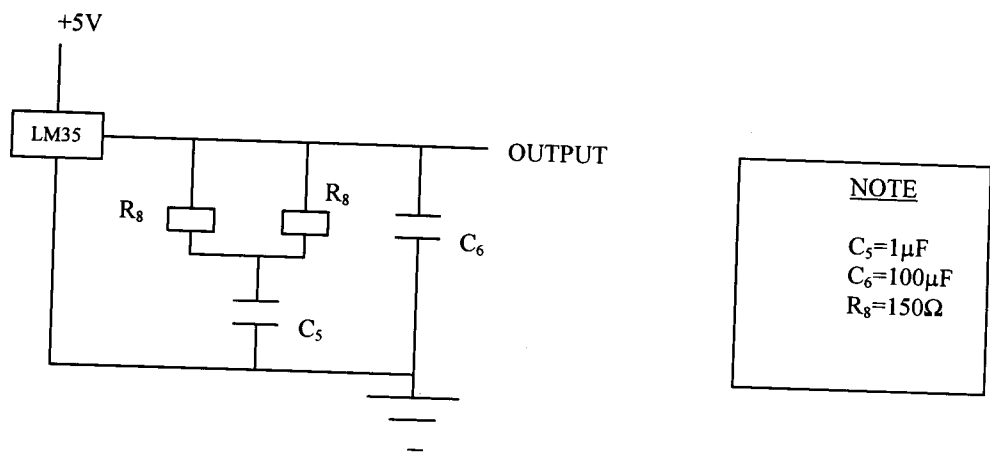 +5V
LM35
OUTPUT
R₈
R₈
C₆
C₅
NOTE
C₅=1µF
C₆=100µF
R₈=150Ω